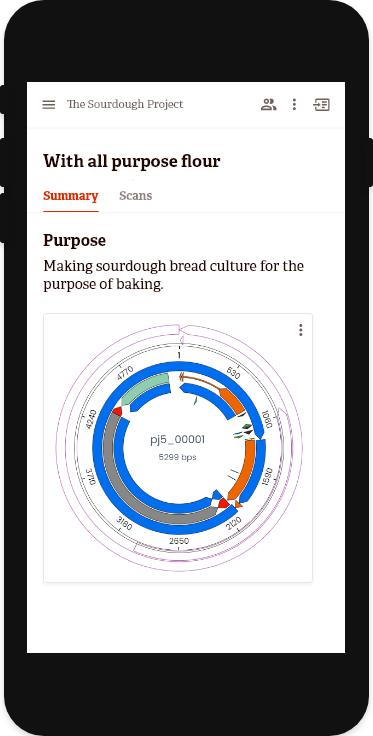 The Sourdough Project
With all purpose flour
Summary Scans
Purpose
Making sourdough bread culture for the
purpose of baking.
1
530
1060
1590
2120
2650
3180
3710
4240
4770
pj5_00001
5299 bps